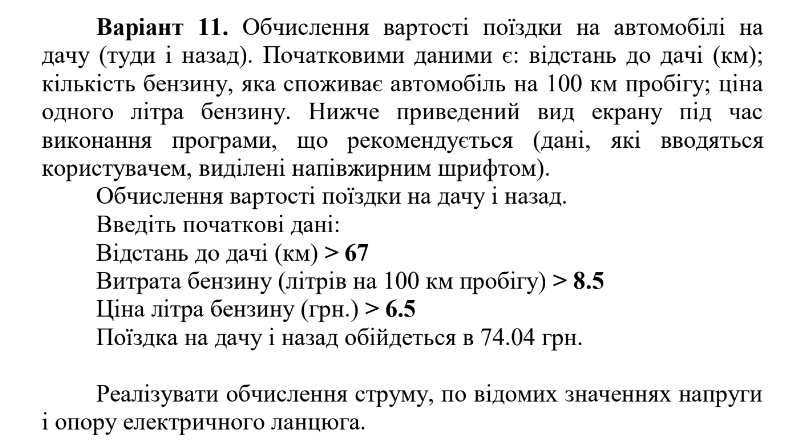 Варіант 11. Обчислення вартості поїздки на автомобілі на
дачу (туди і назад). Початковими даними є: відстань до дачі (км);
кількість бензину, яка споживає автомобіль на 100 км пробігу; ціна
одного літра бензину. Нижче приведений вид екрану під час
виконання програми, що рекомендується (дані, які вводяться
користувачем, виділені напівжирним шрифтом).
Обчислення вартості поїздки на дачу і назад.
Введіть початкові дані:
Відстань до дачі (км) > 67
Витрата бензину (літрів на 100 км пробігу) > 8.5
Ціна літра бензину (грн.) > 6.5
Поїздка на дачу і назад обійдеться в 74.04 грн.
Реалізувати обчислення струму, по відомих значеннях напруги
і опору електричного ланцюга.